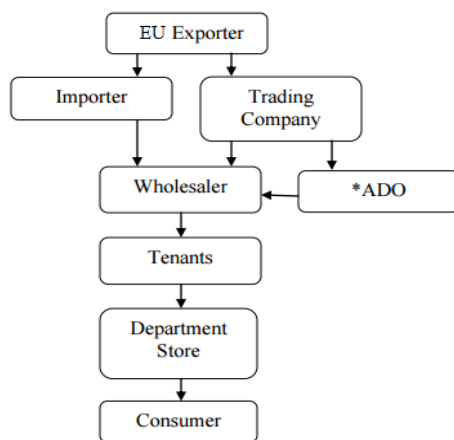 EU Exporter
Importer
Trading
Company
Wholesaler
*ADO
Tenants
Department
Store
Consumer